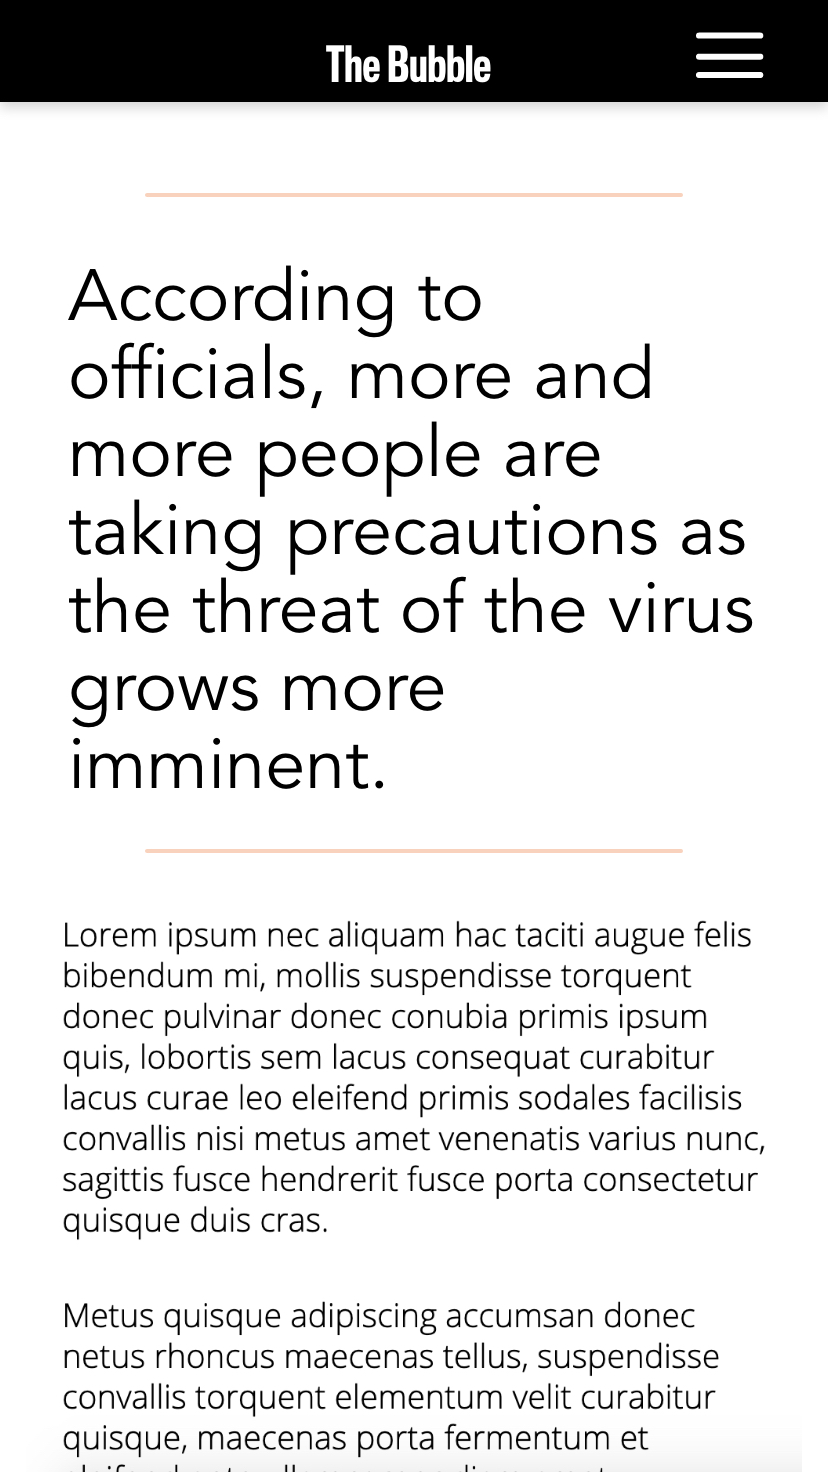 The Bubble
According to
officials, more and
more people are
taking precautions as
the threat of the virus
grows more
imminent.
Lorem ipsum nec aliquam hac taciti augue felis
bibendum mi, mollis suspendisse torquent
donec pulvinar donec conubia primis ipsum
quis, lobortis sem lacus consequat curabitur
lacus curae leo eleifend primis sodales facilisis
convallis nisi metus amet venenatis varius nunc,
sagittis fusce hendrerit fusce porta consectetur
quisque duis cras.
Metus quisque adipiscing accumsan donec
netus rhoncus maecenas tellus, suspendisse
convallis torquent elementum velit curabitur
quisque, maecenas porta fermentum et